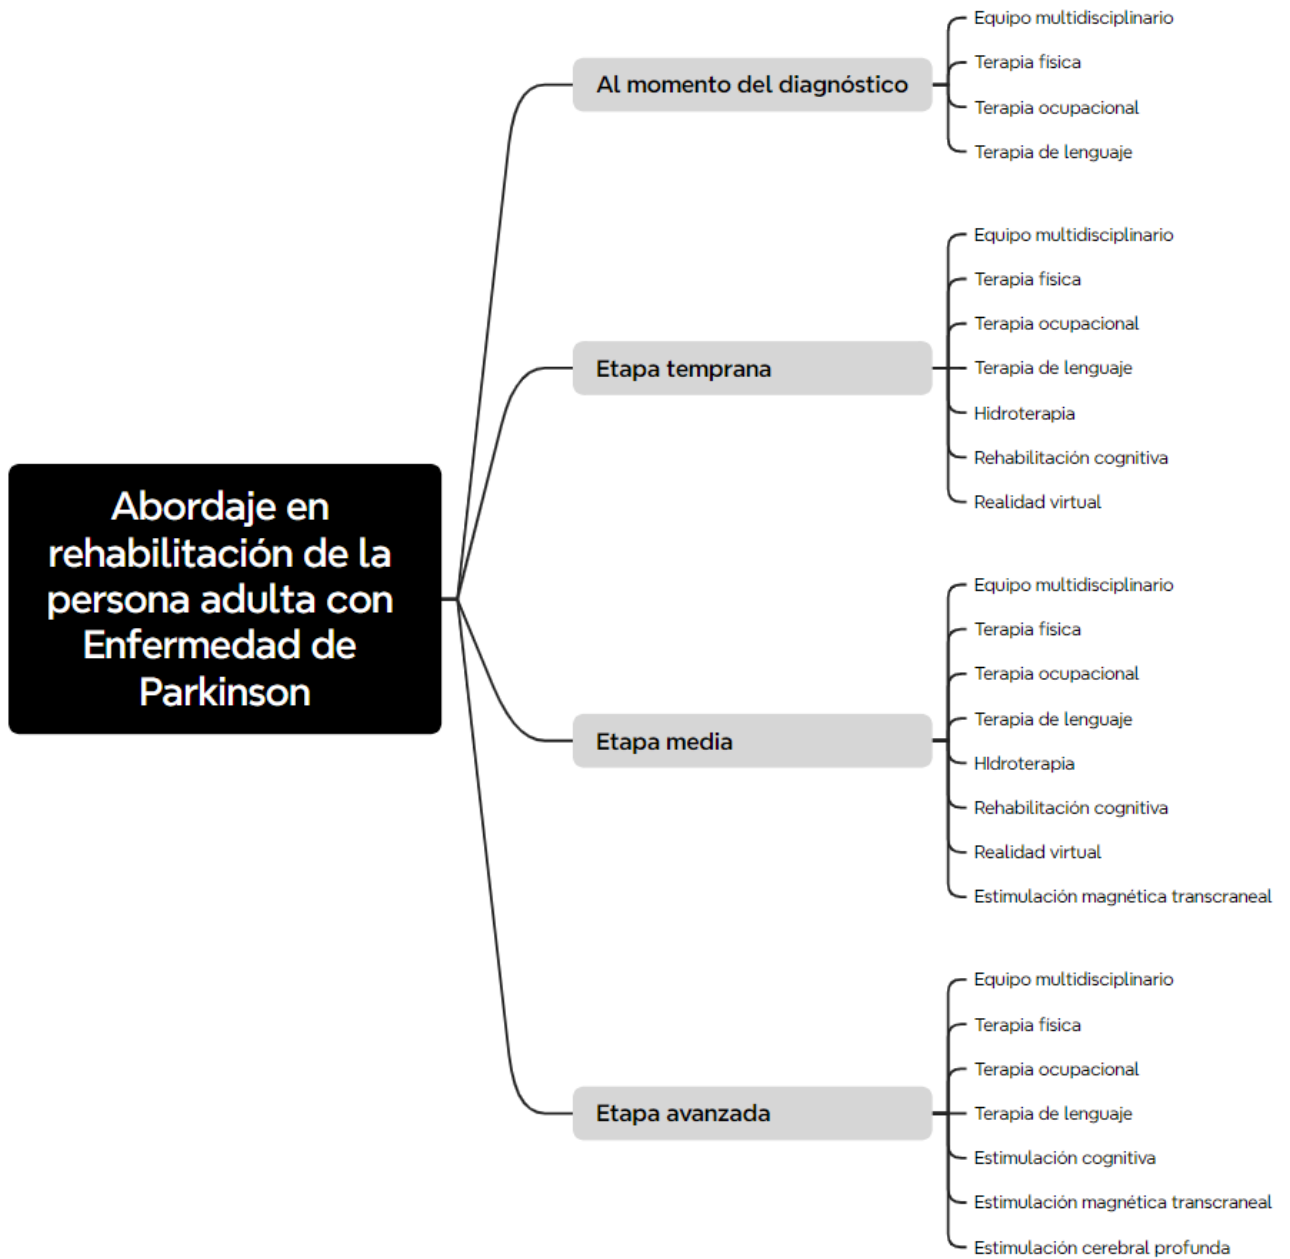 Abordaje en
rehabilitación de la
persona adulta con
Enfermedad de
Parkinson
Al momento del diagnóstico
Equipo multidisciplinario
Terapia física
Terapia ocupacional
Terapia de lenguaje
Etapa temprana
Equipo multidisciplinario
Terapia física
Terapia ocupacional
Terapia de lenguaje
Hidroterapia
Rehabilitación cognitiva
Realidad virtual
Etapa media
Equipo multidisciplinario
Terapia física
Terapia ocupacional
Terapia de lenguaje
HIdroterapia
Rehabilitación cognitiva
Realidad virtual
Estimulación magnética transcraneal
Etapa avanzada
Equipo multidisciplinario
Terapia física
Terapia ocupacional
Terapia de lenguaje
Estimulación cognitiva
Estimulación magnética transcraneal
Estimulación cerebral profunda